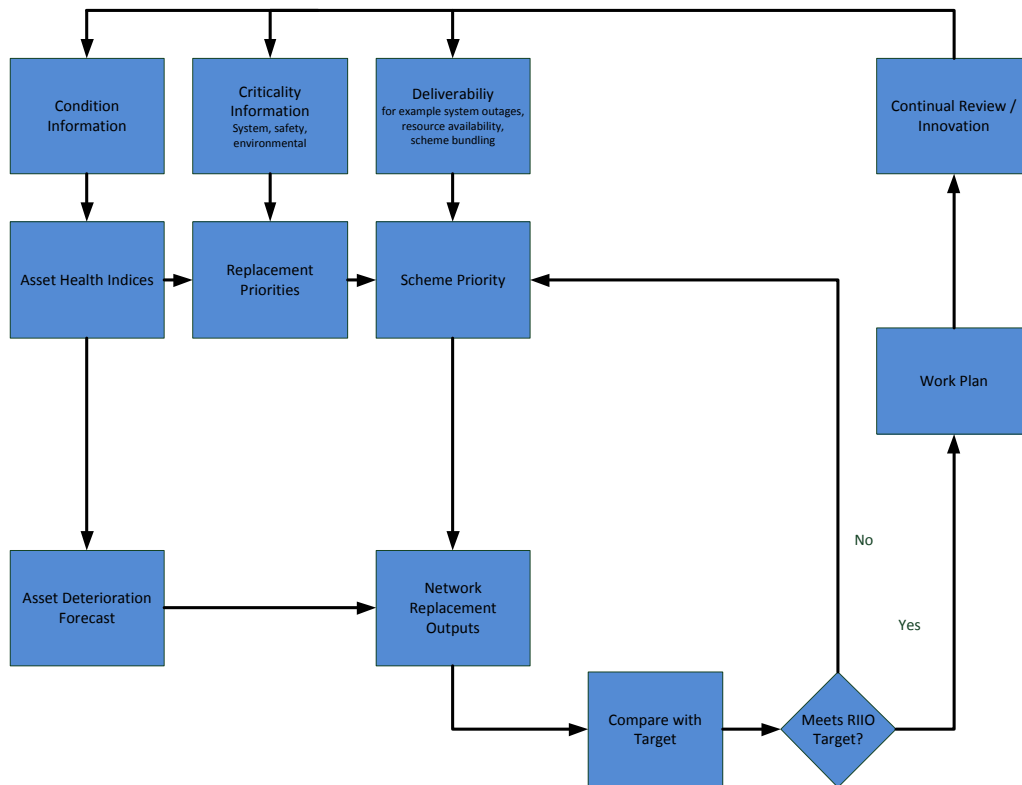 Condition
Information
Criticality
Information
System, safety,
environmental
Deliverabiliy
for example system outages,
resource availability,
scheme bundling
Continual Review /
Innovation
Asset Health Indices
Replacement
Priorities
Scheme Priority
Work Plan
No
Asset Deterioration
Forecast
Network
Replacement
Outputs
Yes
Compare with
Target
Meets RIIO
Target?